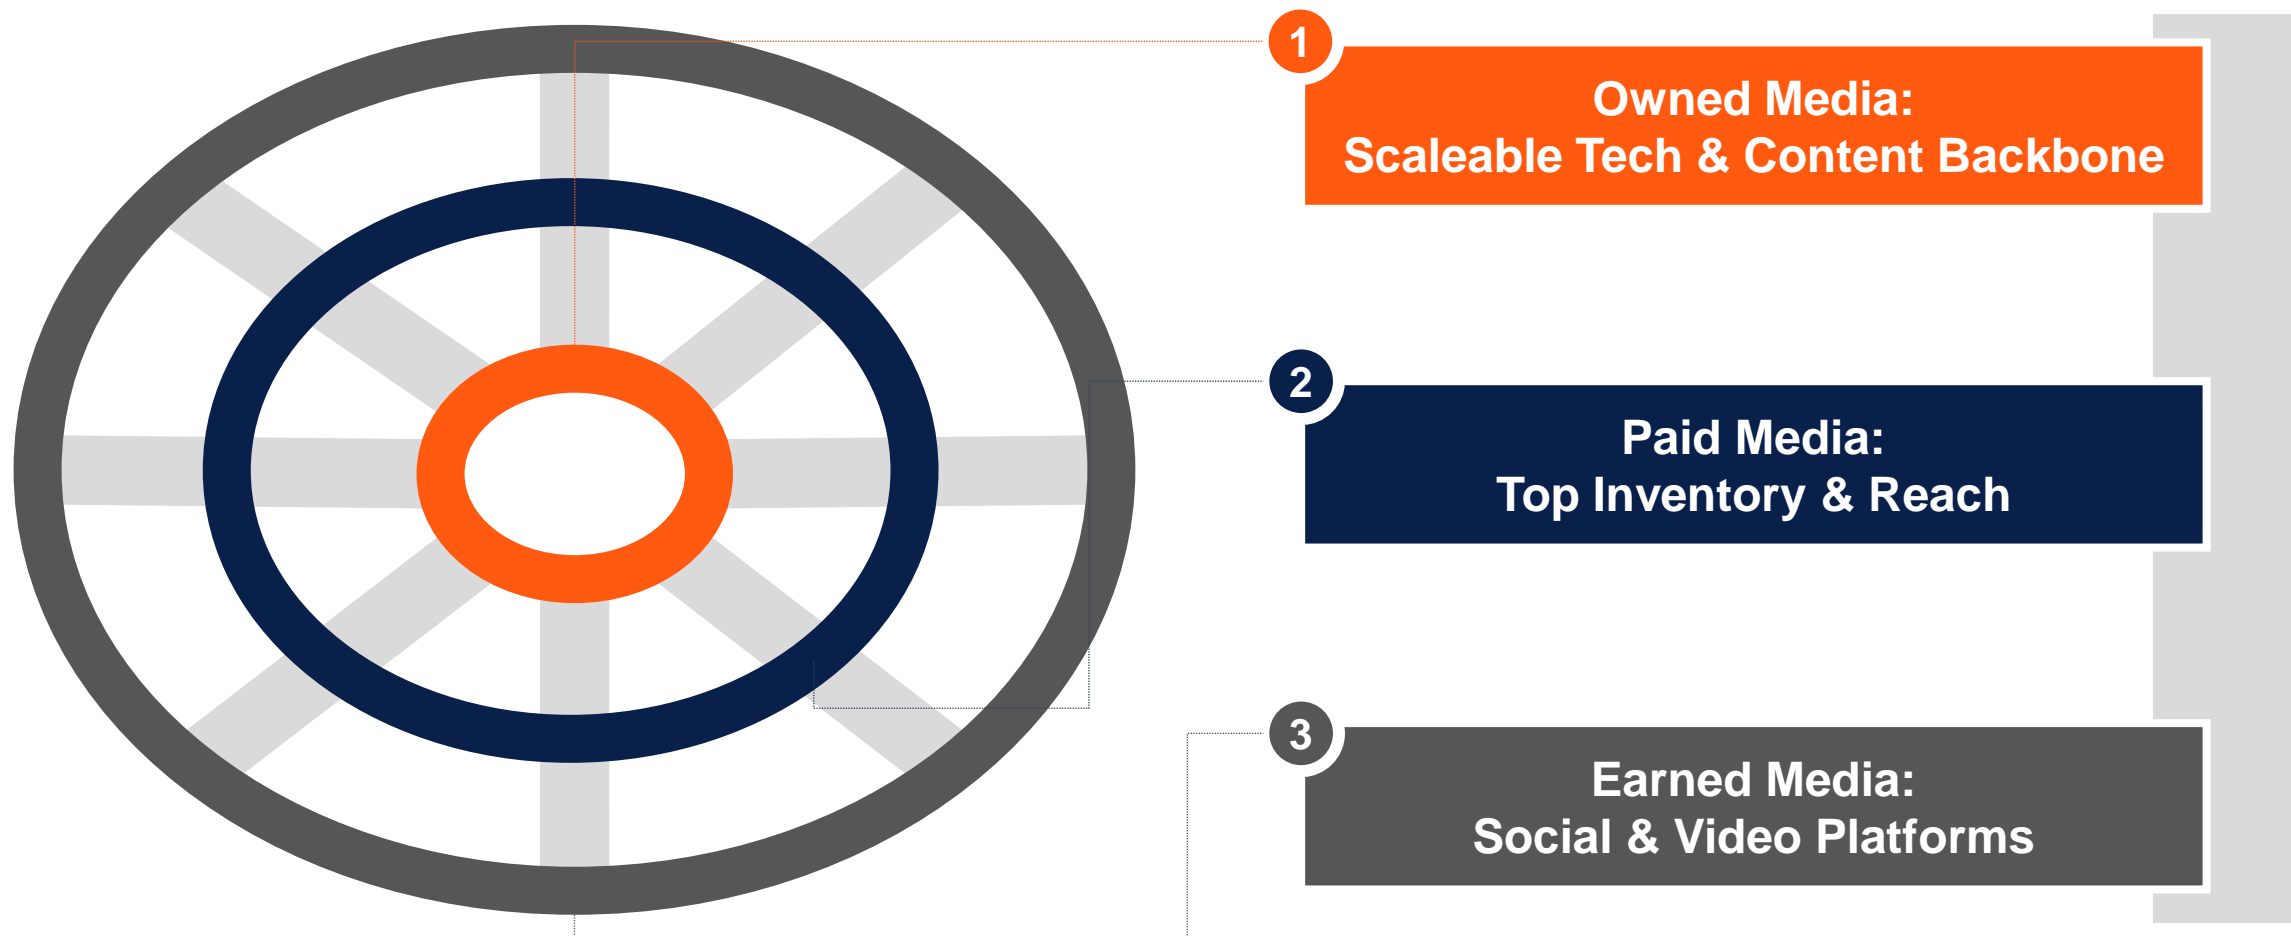 1
Owned Media:
Scaleable Tech & Content Backbone
2
Paid Media:
Top Inventory & Reach
3
Earned Media:
Social & Video Platforms